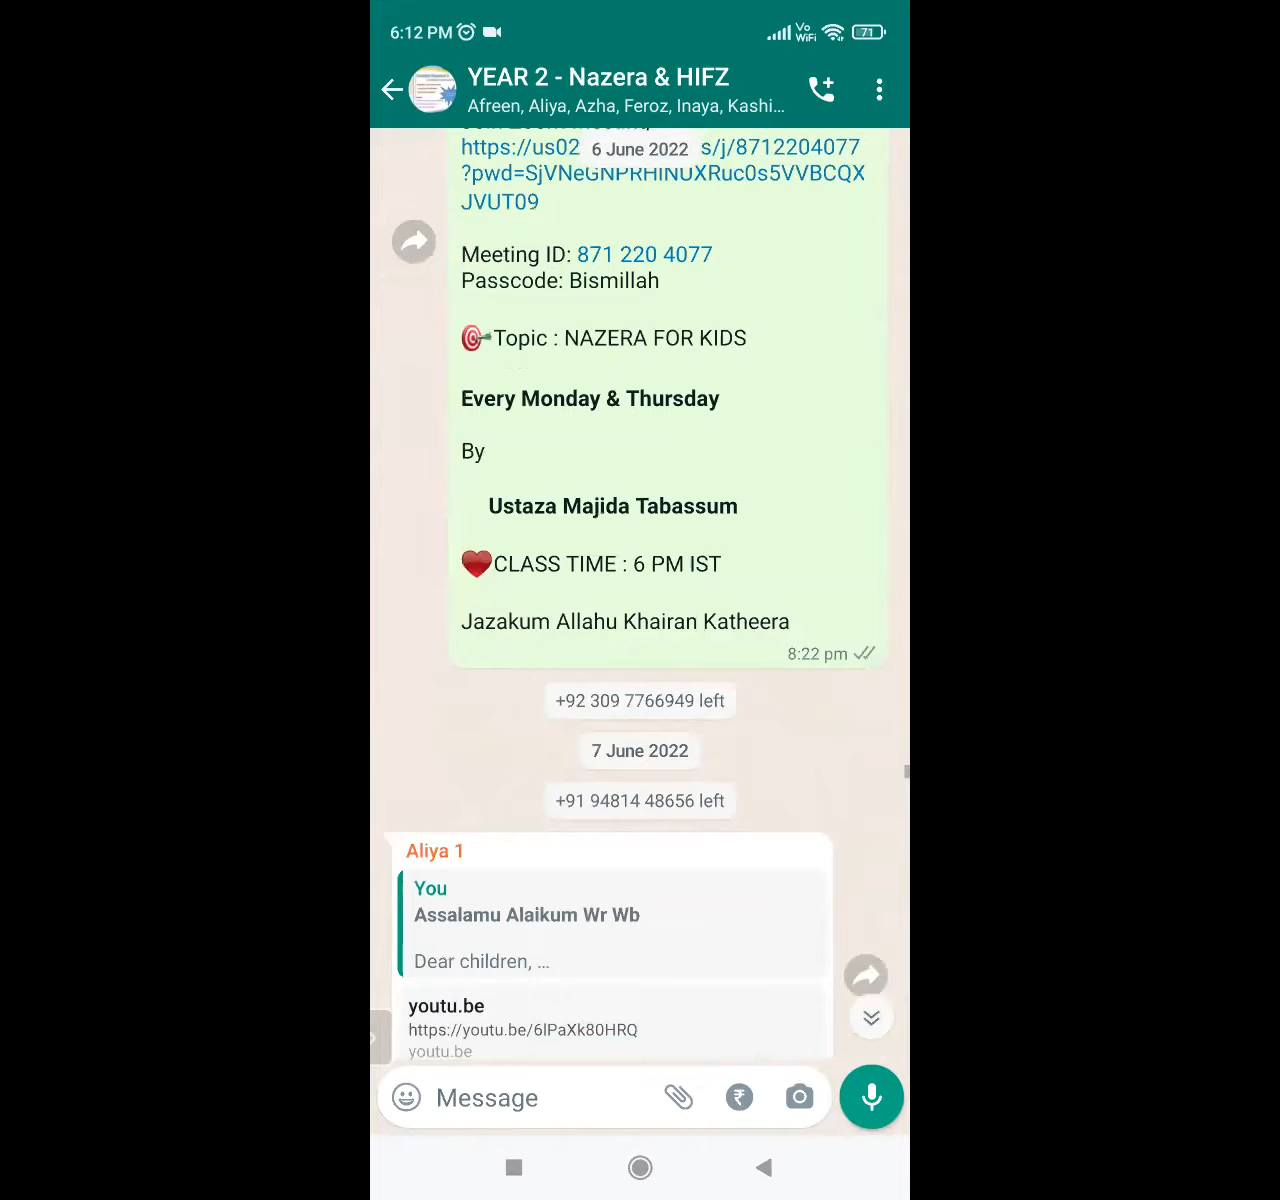 6:12 PM
Vo
WiFi
71
YEAR 2 - Nazera & HIFZ
Afreen, Aliya, Azha, Feroz, Inaya, Kashi...
https://us02
6 June 2022
s/j/8712204077
?pwd=SjVNeGNPRHlNUXRuc0s5VVBCQX
JVUT09
Meeting ID: 871 220 4077
Passcode: Bismillah
🎯Topic : NAZERA FOR KIDS
Every Monday & Thursday
By
Ustaza Majida Tabassum
❤️CLASS TIME : 6 PM IST
Jazakum Allahu Khairan Katheera
8:22 pm
+92 309 7766949 left
7 June 2022
+91 94814 48656 left
Aliya 1
You
Assalamu Alaikum Wr Wb
Dear children, ...
youtu.be
https://youtu.be/6lPaXk80HRQ
youtu.be
Message